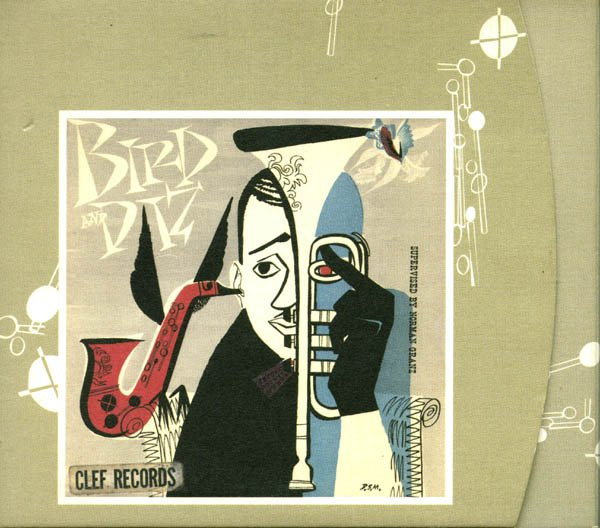 BIRD
AND
DIZ
SUPERVISED BY NORMAN GRANZ
CLEF RECORDS
D.S.M.